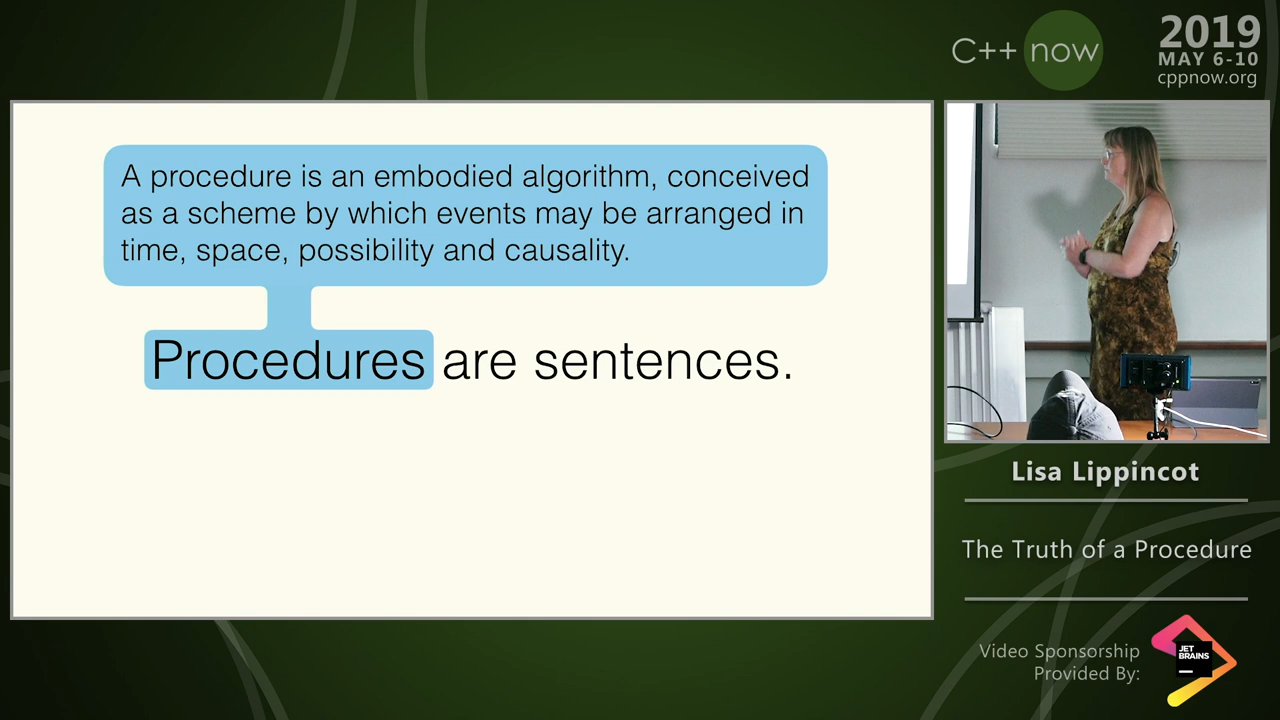 C++ now
2019
MAY 6-10
cppnow.org
A procedure is an embodied algorithm, conceived
as a scheme by which events may be arranged in
time, space, possibility and causality.
Procedures are sentences.
Lisa Lippincot
The Truth of a Procedure
Video Sponsorship
Provided By:
JET
BRAINS